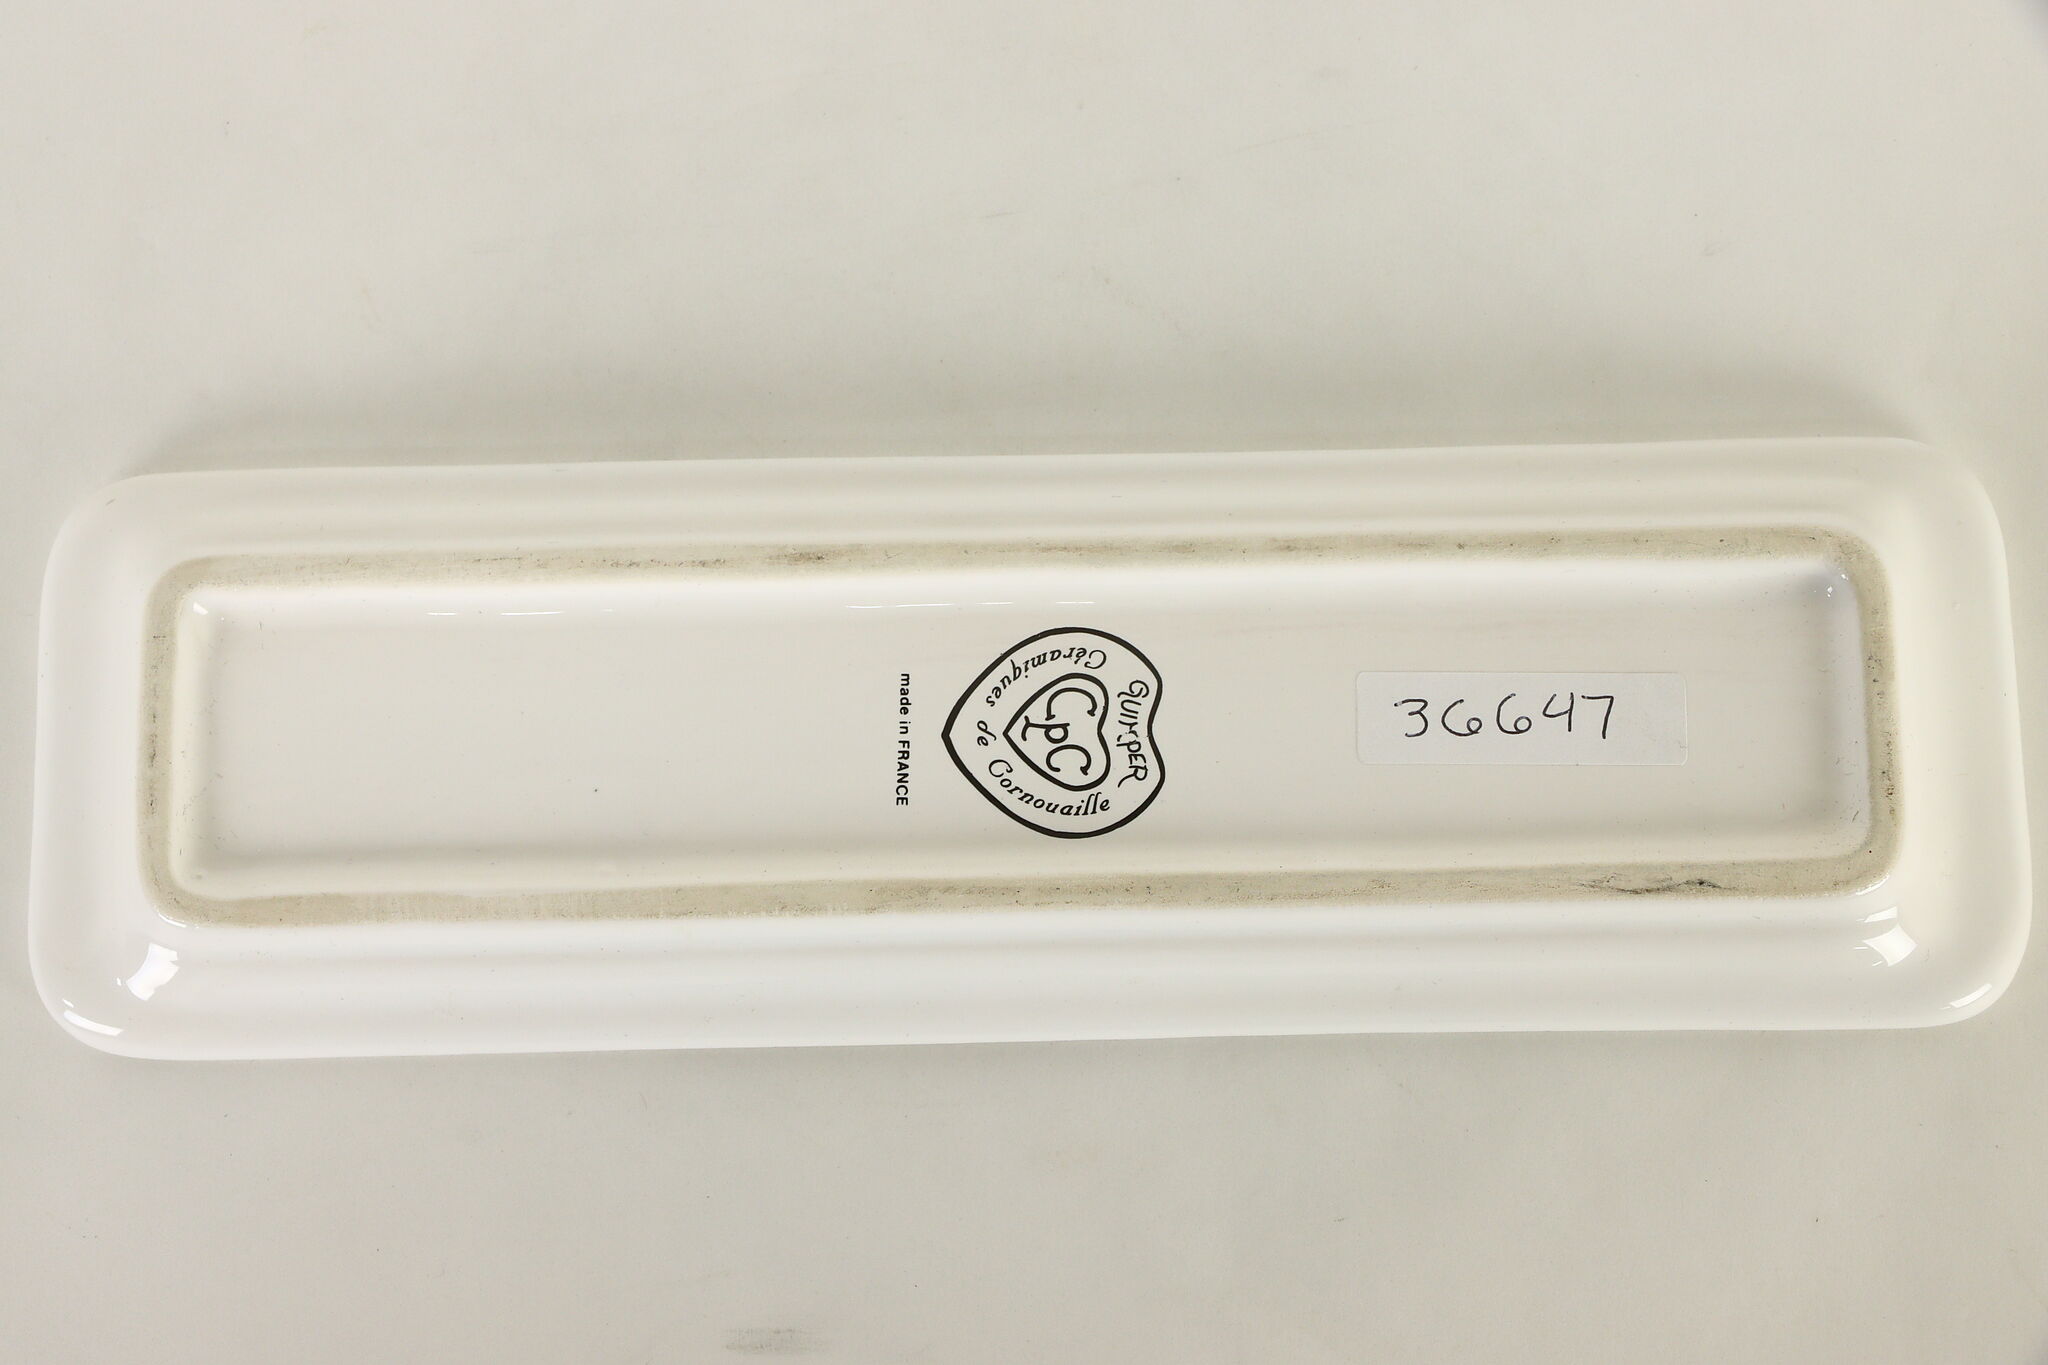 QUIMPER
CpC
Céramiques de Cornouaille
made in FRANCE
36647